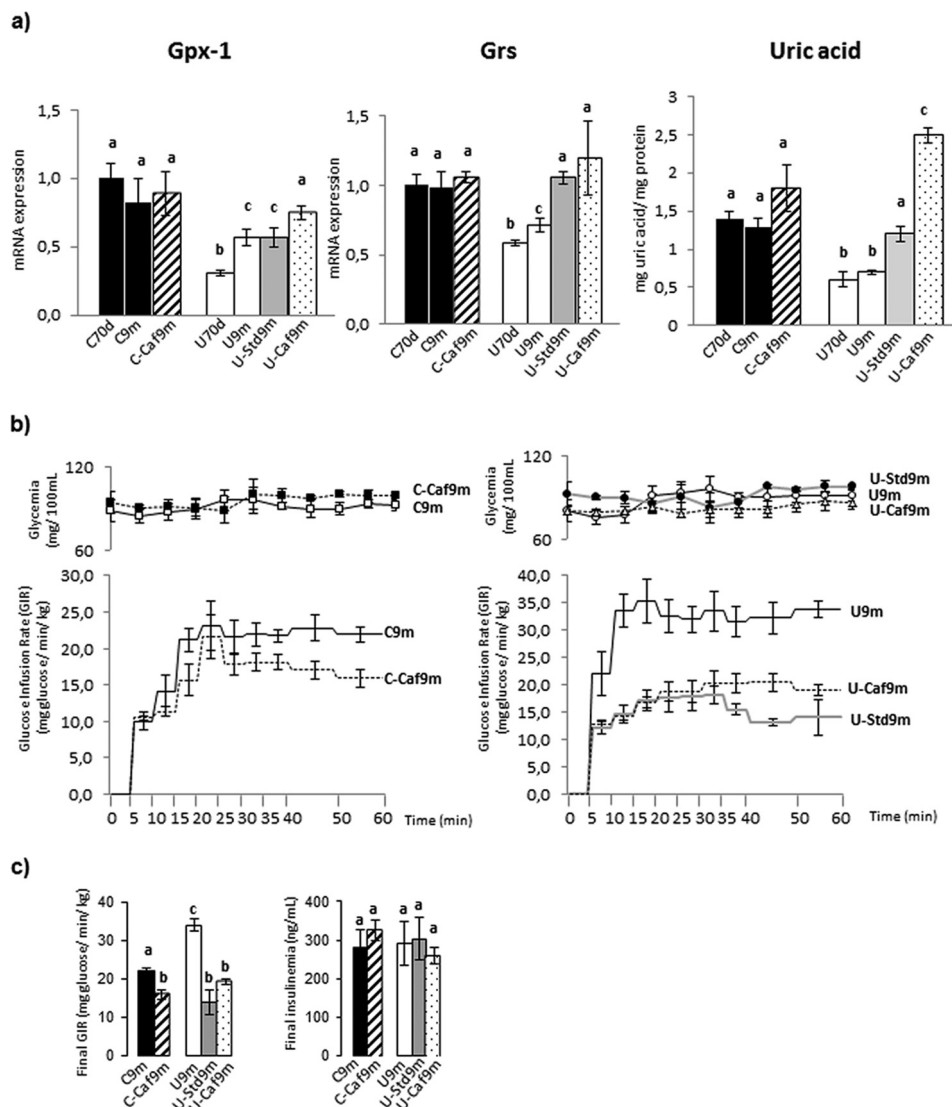 a)
Gpx-1
Grs
Uric acid
mRNA expression
1,5
1,0
0,5
0,0
a
a
a
b
c
c
a
C70d
C9m
C-Caf9m
U70d
U9m
U-Std9m
U-Caf9m
mRNA expression
1,5
1,0
0,5
0,0
a
a
a
b
c
a
a
C70d
C9m
C-Caf9m
U70d
U9m
U-Std9m
U-Caf9m
mg uric acid/ mg protein
3
2,5
2
1,5
1
0,5
0
a
a
a
b
b
a
c
C70d
C9m
C-Caf9m
U70d
U9m
U-Std9m
U-Caf9m
b)
Glycemia
(mg/ 100mL)
120
60
C-Caf9m
C9m
Glycemia
(mg/ 100mL)
120
60
U-Std9m
U9m
U-Caf9m
Glucose Infusion Rate (GIR)
(mg glucose/ min/ kg)
30,0
25,0
20,0
15,0
10,0
5,0
0,0
C9m
C-Caf9m
0 5 10 15 20 25 30 35 40 50 60
Time (min)
Glucose Infusion Rate (GIR)
(mg glucose/ min/ kg)
40,0
35,0
30,0
25,0
20,0
15,0
10,0
5,0
0,0
U9m
U-Caf9m
U-Std9m
0 5 10 15 20 25 30 35 40 50 60
Time (min)
c)
Final GIR (mg glucose/ min/ kg)
40
30
20
10
0
a
b
c
b
b
C9m
C-Caf9m
U9m
U-Std9m
U-Caf9m
Final insulinemia (ng/mL)
600
450
300
150
0
a
a
a
a
a
C9m
C-Caf9m
U9m
U-Std9m
U-Caf9m